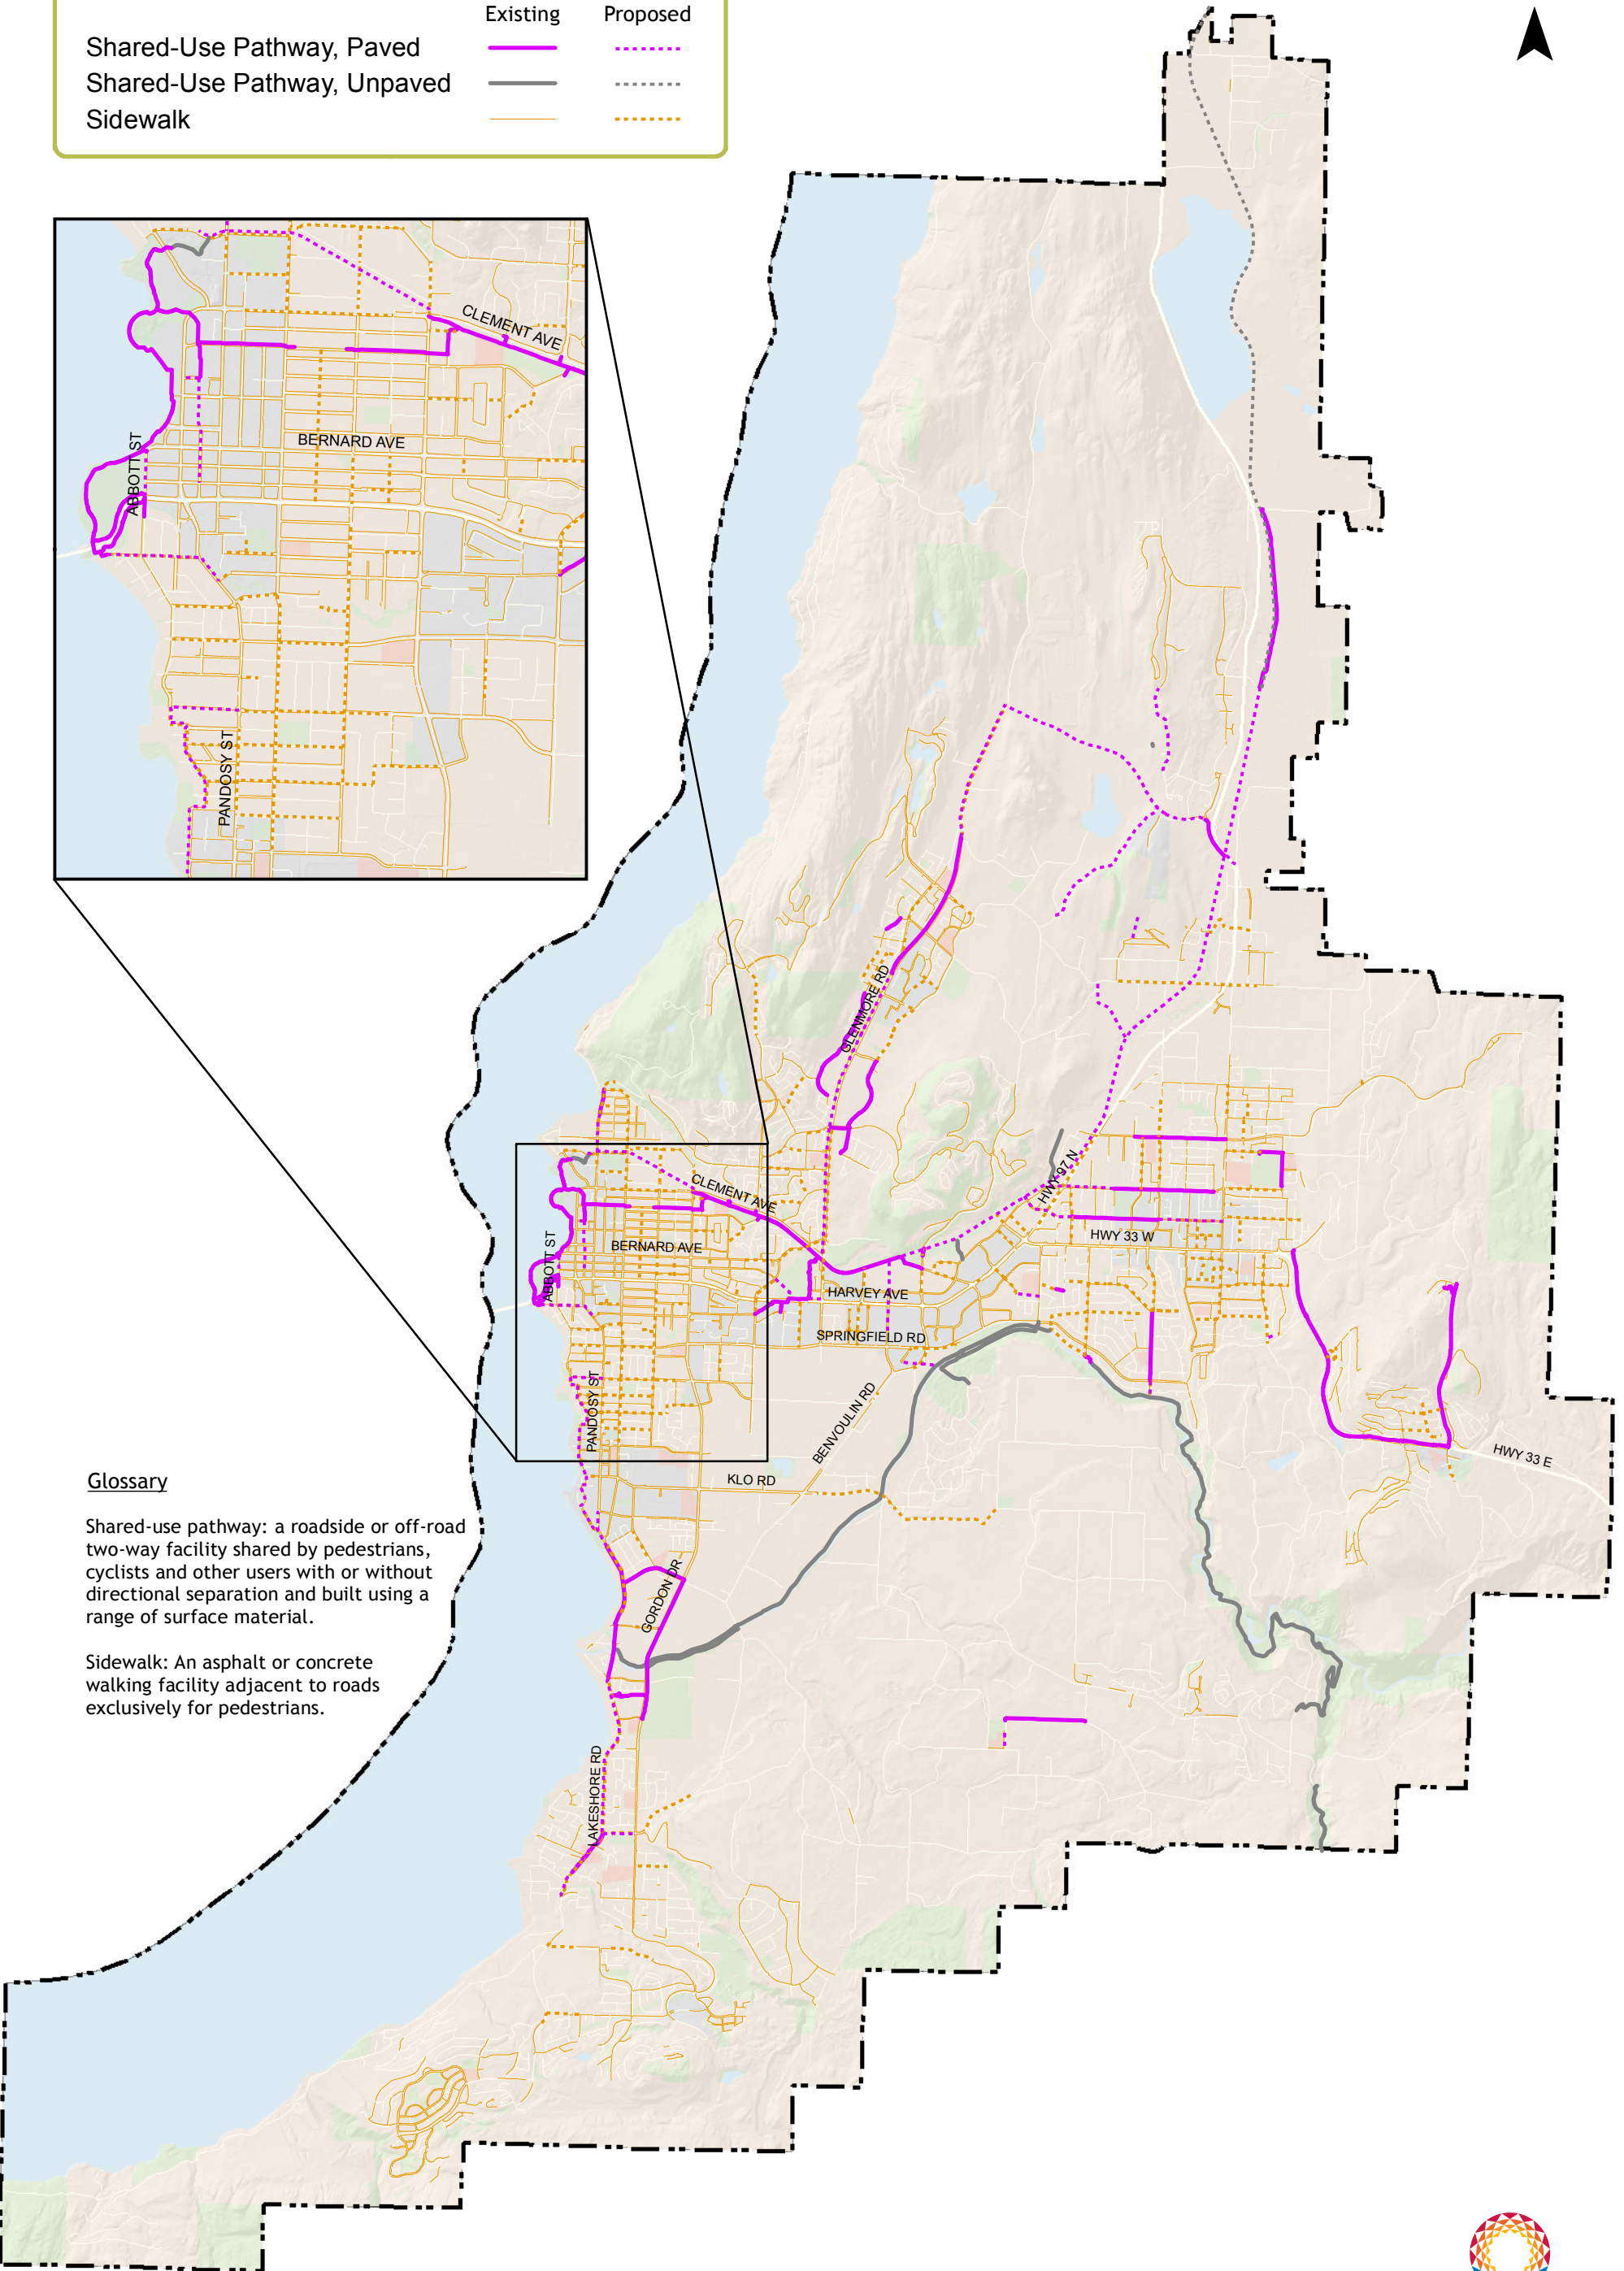 Existing Proposed
Shared-Use Pathway, Paved
Shared-Use Pathway, Unpaved
Sidewalk
CLEMENT AVE
BERNARD AVE
ABBOTT ST
PANDOSY ST
GLENMORE RD
HWY 97 N
CLEMENT AVE
HWY 33 W
BERNARD AVE
ABBOTT ST
HARVEY AVE
SPRINGFIELD RD
PANDOSY ST
BENVOULIN RD
HWY 33 E
KLO RD
GORDON DR
LAKESHORE RD
Glossary
Shared-use pathway: a roadside or off-road
two-way facility shared by pedestrians,
cyclists and other users with or without
directional separation and built using a
range of surface material.
Sidewalk: An asphalt or concrete
walking facility adjacent to roads
exclusively for pedestrians.